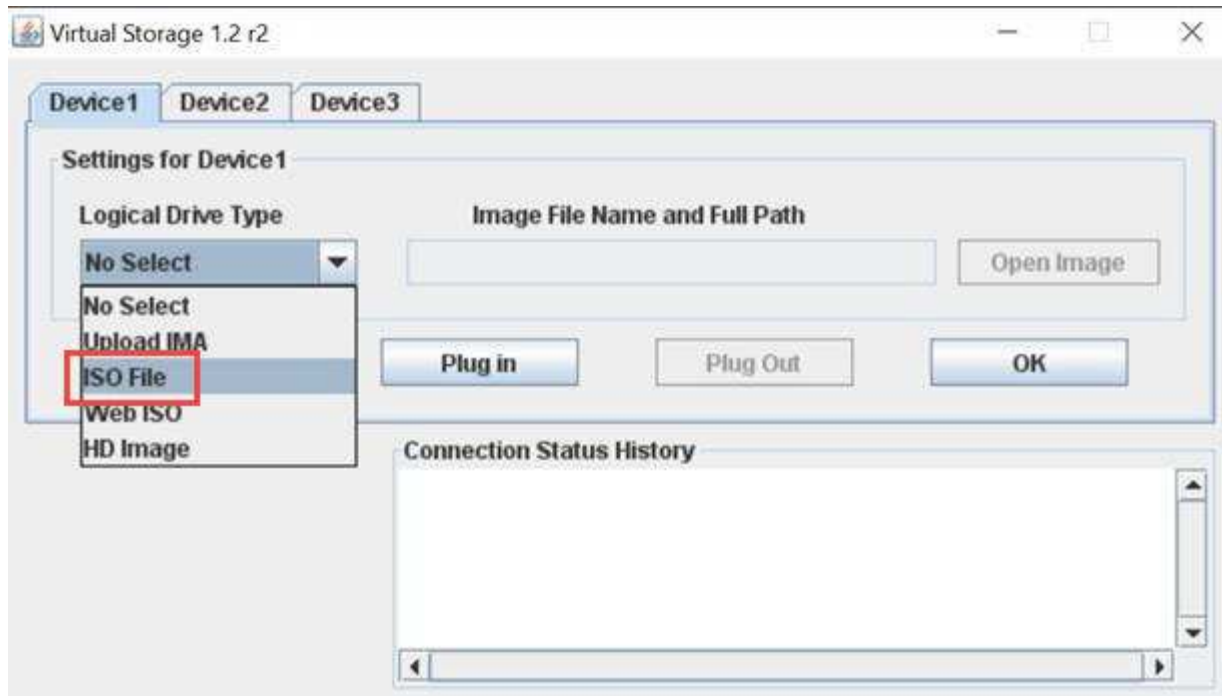 Virtual Storage 1.2 r2
Device1 Device2 Device3
Settings for Device1
Logical Drive Type Image File Name and Full Path
No Select Open Image
No Select
Upload IMA
ISO File
Web ISO
HD Image
Plug in Plug Out OK
Connection Status History